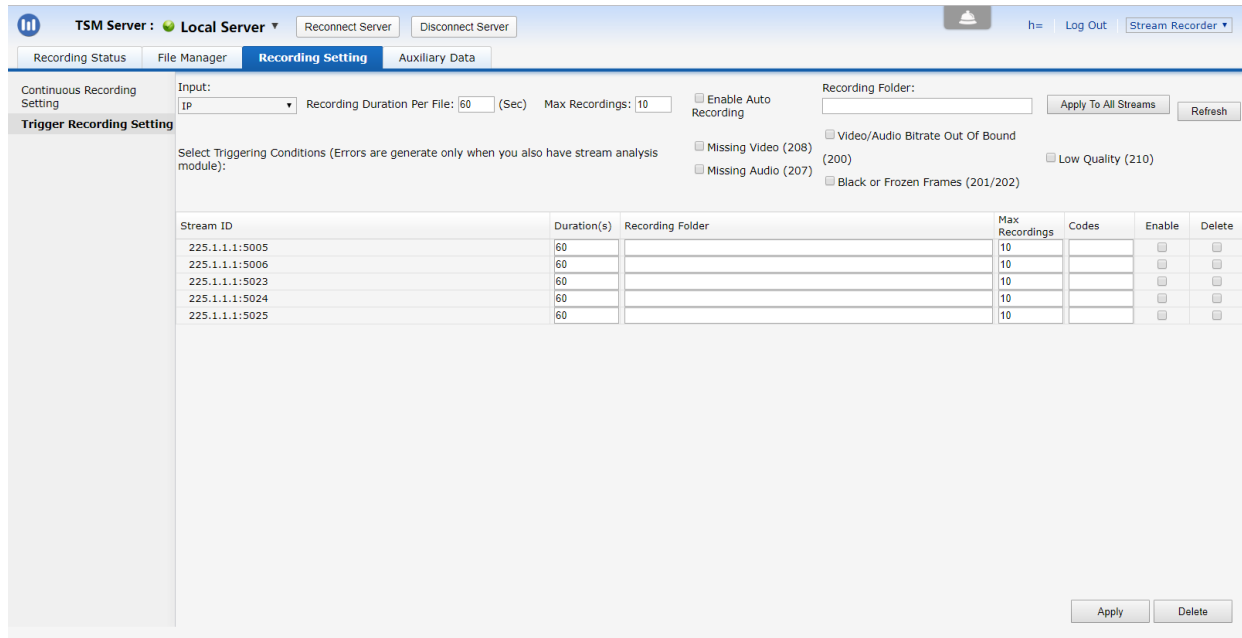 TSM Server : Local Server ▼ Reconnect Server Disconnect Server h= Log Out Stream Recorder ▾
Recording Status File Manager Recording Setting Auxiliary Data
Continuous Recording
Setting
Trigger Recording Setting
Input:
IP ▾ Recording Duration Per File: 60 (Sec) Max Recordings: 10
Enable Auto
Recording
Recording Folder:
Apply To All Streams
Refresh
Select Triggering Conditions (Errors are generate only when you also have stream analysis
module):
Missing Video (208)
Missing Audio (207)
Video/Audio Bitrate Out Of Bound
(200)
Black or Frozen Frames (201/202)
Low Quality (210)
Stream ID Duration(s) Recording Folder Max
Recordings Codes Enable Delete
225.1.1.1:5005 60 10
225.1.1.1:5006 60 10
225.1.1.1:5023 60 10
225.1.1.1:5024 60 10
225.1.1.1:5025 60 10
Apply Delete